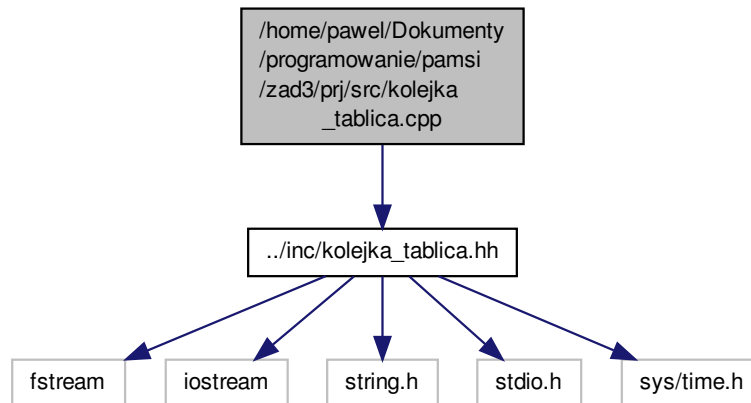 /home/pawel/Dokumenty
/programowanie/pamsi
/zad3/prj/src/kolejka
_tablica.cpp
../inc/kolejka_tablica.hh
fstream
iostream
string.h
stdio.h
sys/time.h